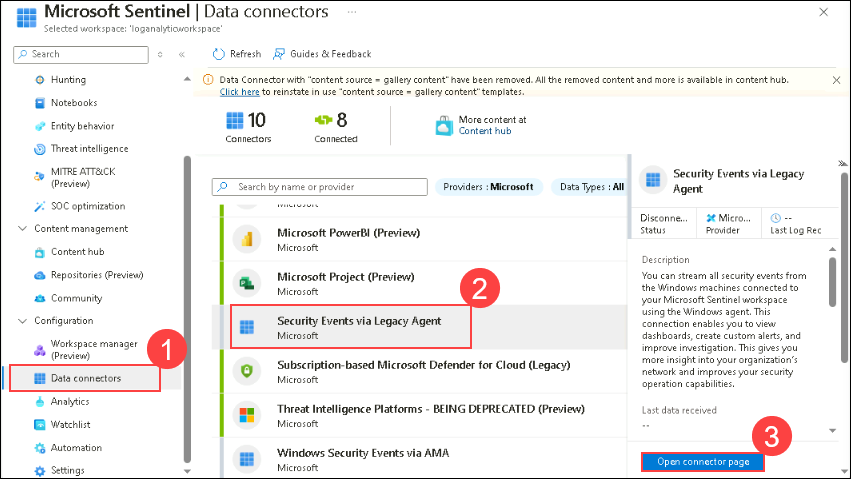 Microsoft Sentinel | Data connectors ...
Selected workspace: 'loganalyticworkspace'
Search
Hunting
Notebooks
Entity behavior
Threat intelligence
MITRE ATT&CK
(Preview)
SOC optimization
Content management
Content hub
Repositories (Preview)
Community
Configuration
Workspace manager
(Preview)
1
Data connectors
Analytics
Watchlist
Automation
Settings
Refresh
Guides & Feedback
Data Connector with "content source = gallery content" have been removed. All the removed content and more is available in content hub.
Click here to reinstate in use "content source = gallery content" templates.
10
Connectors
8
Connected
More content at
Content hub
Search by name or provider
Providers : Microsoft
Data Types : All
Microsoft
Microsoft PowerBI (Preview)
Microsoft
Microsoft Project (Preview)
Microsoft
2
Security Events via Legacy Agent
Microsoft
Subscription-based Microsoft Defender for Cloud (Legacy)
Microsoft
Threat Intelligence Platforms - BEING DEPRECATED (Preview)
Microsoft
Windows Security Events via AMA
Microsoft
Security Events via Legacy
Agent
Disconne...
Status
Micro...
Provider
--
Last Log Rec
Description
You can stream all security events from
the Windows machines connected to
your Microsoft Sentinel workspace
using the Windows agent. This
connection enables you to view
dashboards, create custom alerts, and
improve investigation. This gives you
more insight into your organization's
network and improves your security
operation capabilities.
Last data received
--
3
Open connector page